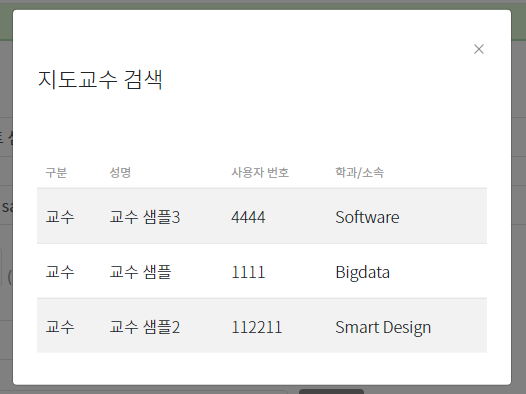 지도교수 검색
구분 성명 사용자 번호 학과/소속
교수 교수 샘플3 4444 Software
교수 교수 샘플 1111 Bigdata
교수 교수 샘플2 112211 Smart Design